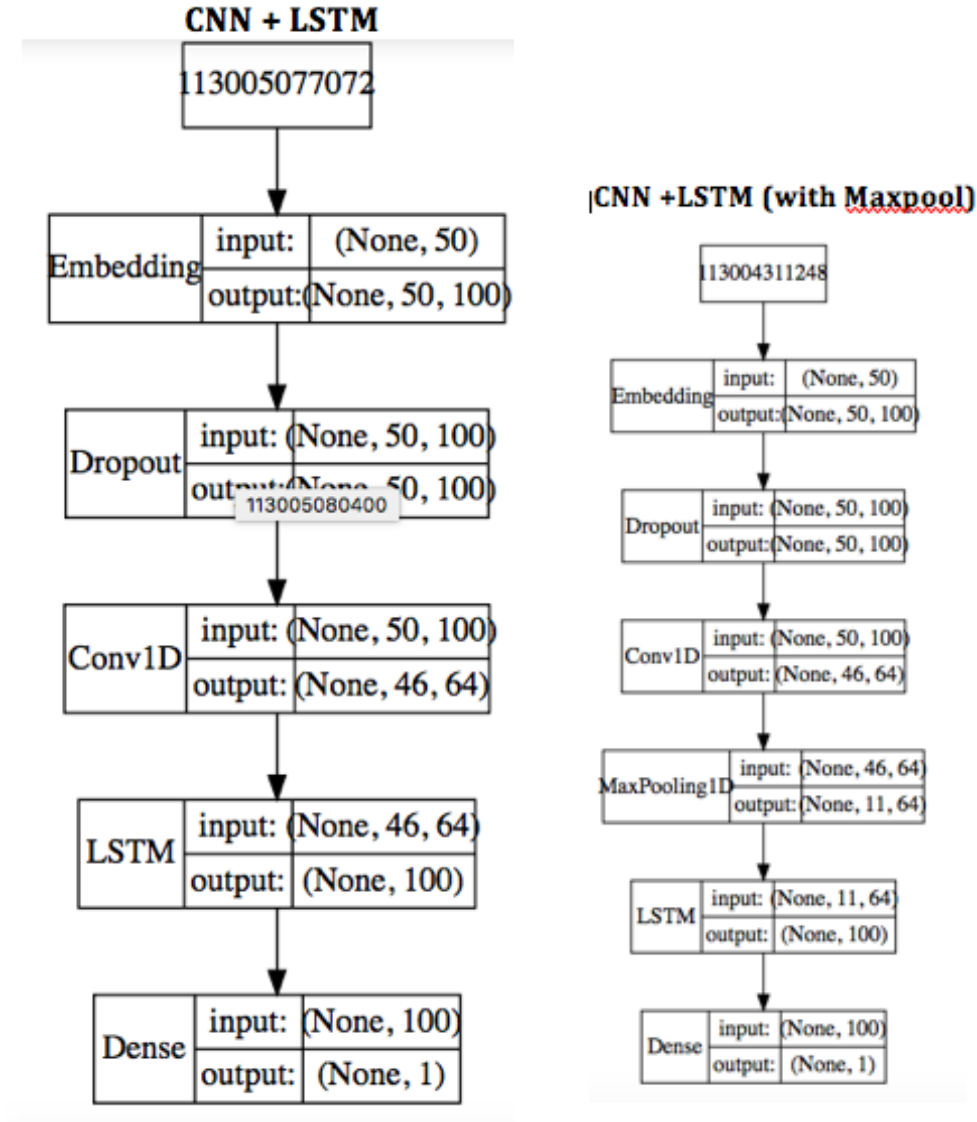 CNN + LSTM
113005077072
Embedding
input: (None, 50)
output:(None, 50, 100)
Dropout
input: (None, 50, 100)
50, 100)
113005080400
Conv1D
input: (None, 50, 100)
output: (None, 46, 64)
LSTM
input: (None, 46, 64)
output: (None, 100)
Dense
input: (None, 100)
output: (None, 1)
CNN +LSTM (with Maxpool)
113004311248
Embedding
input: (None, 50)
output:(None, 50, 100)
Dropout
input: (None, 50, 100)
output:(None, 50, 100)
Conv1D
input: (None, 50, 100)
output: (None, 46, 64)
MaxPooling1D
input: (None, 46, 64)
output: (None, 11, 64)
LSTM
input: (None, 11, 64)
output: (None, 100)
Dense
input: (None, 100)
output: (None, 1)